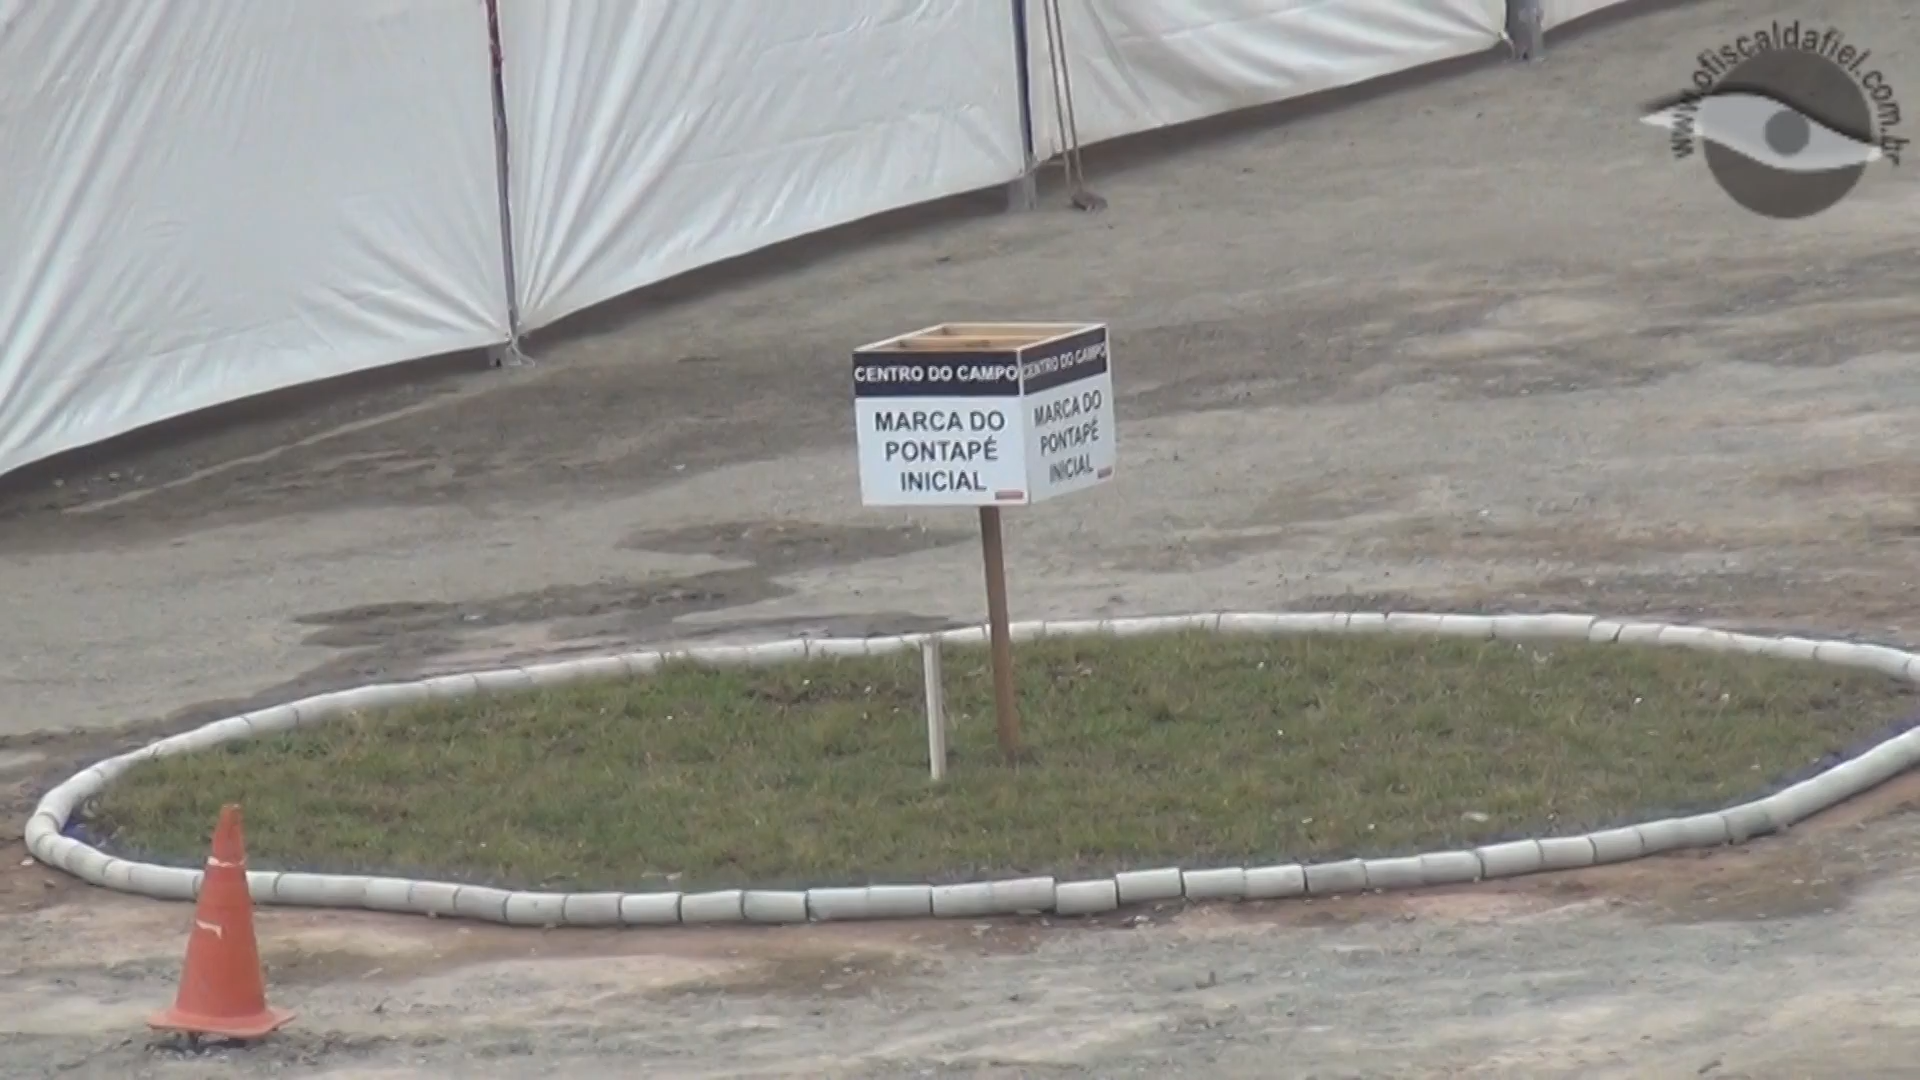 www.ofiscaldafiel.com.br
CENTRO DO CAMPO
MARCA DO
PONTAPÉ
INICIAL
CENTRO DO CAMPO
MARCA DO
PONTAPÉ
INICIAL